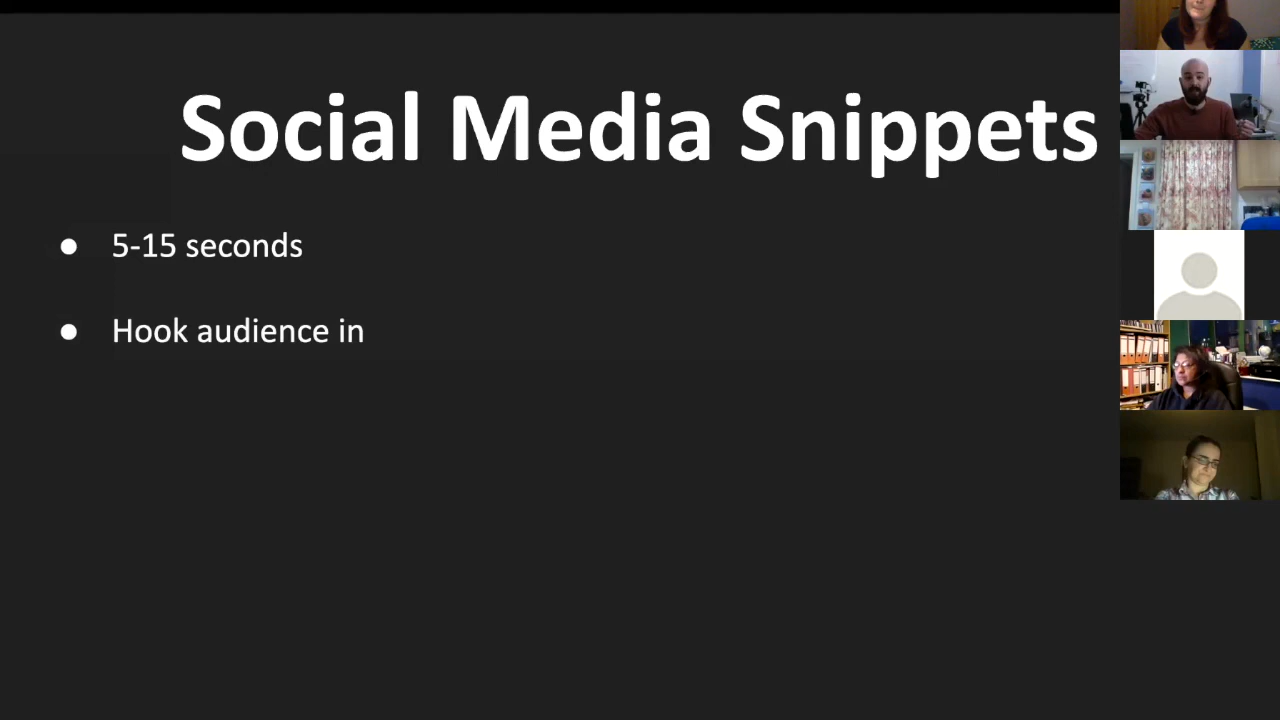 Social Media Snippets
● 5-15 seconds
● Hook audience in